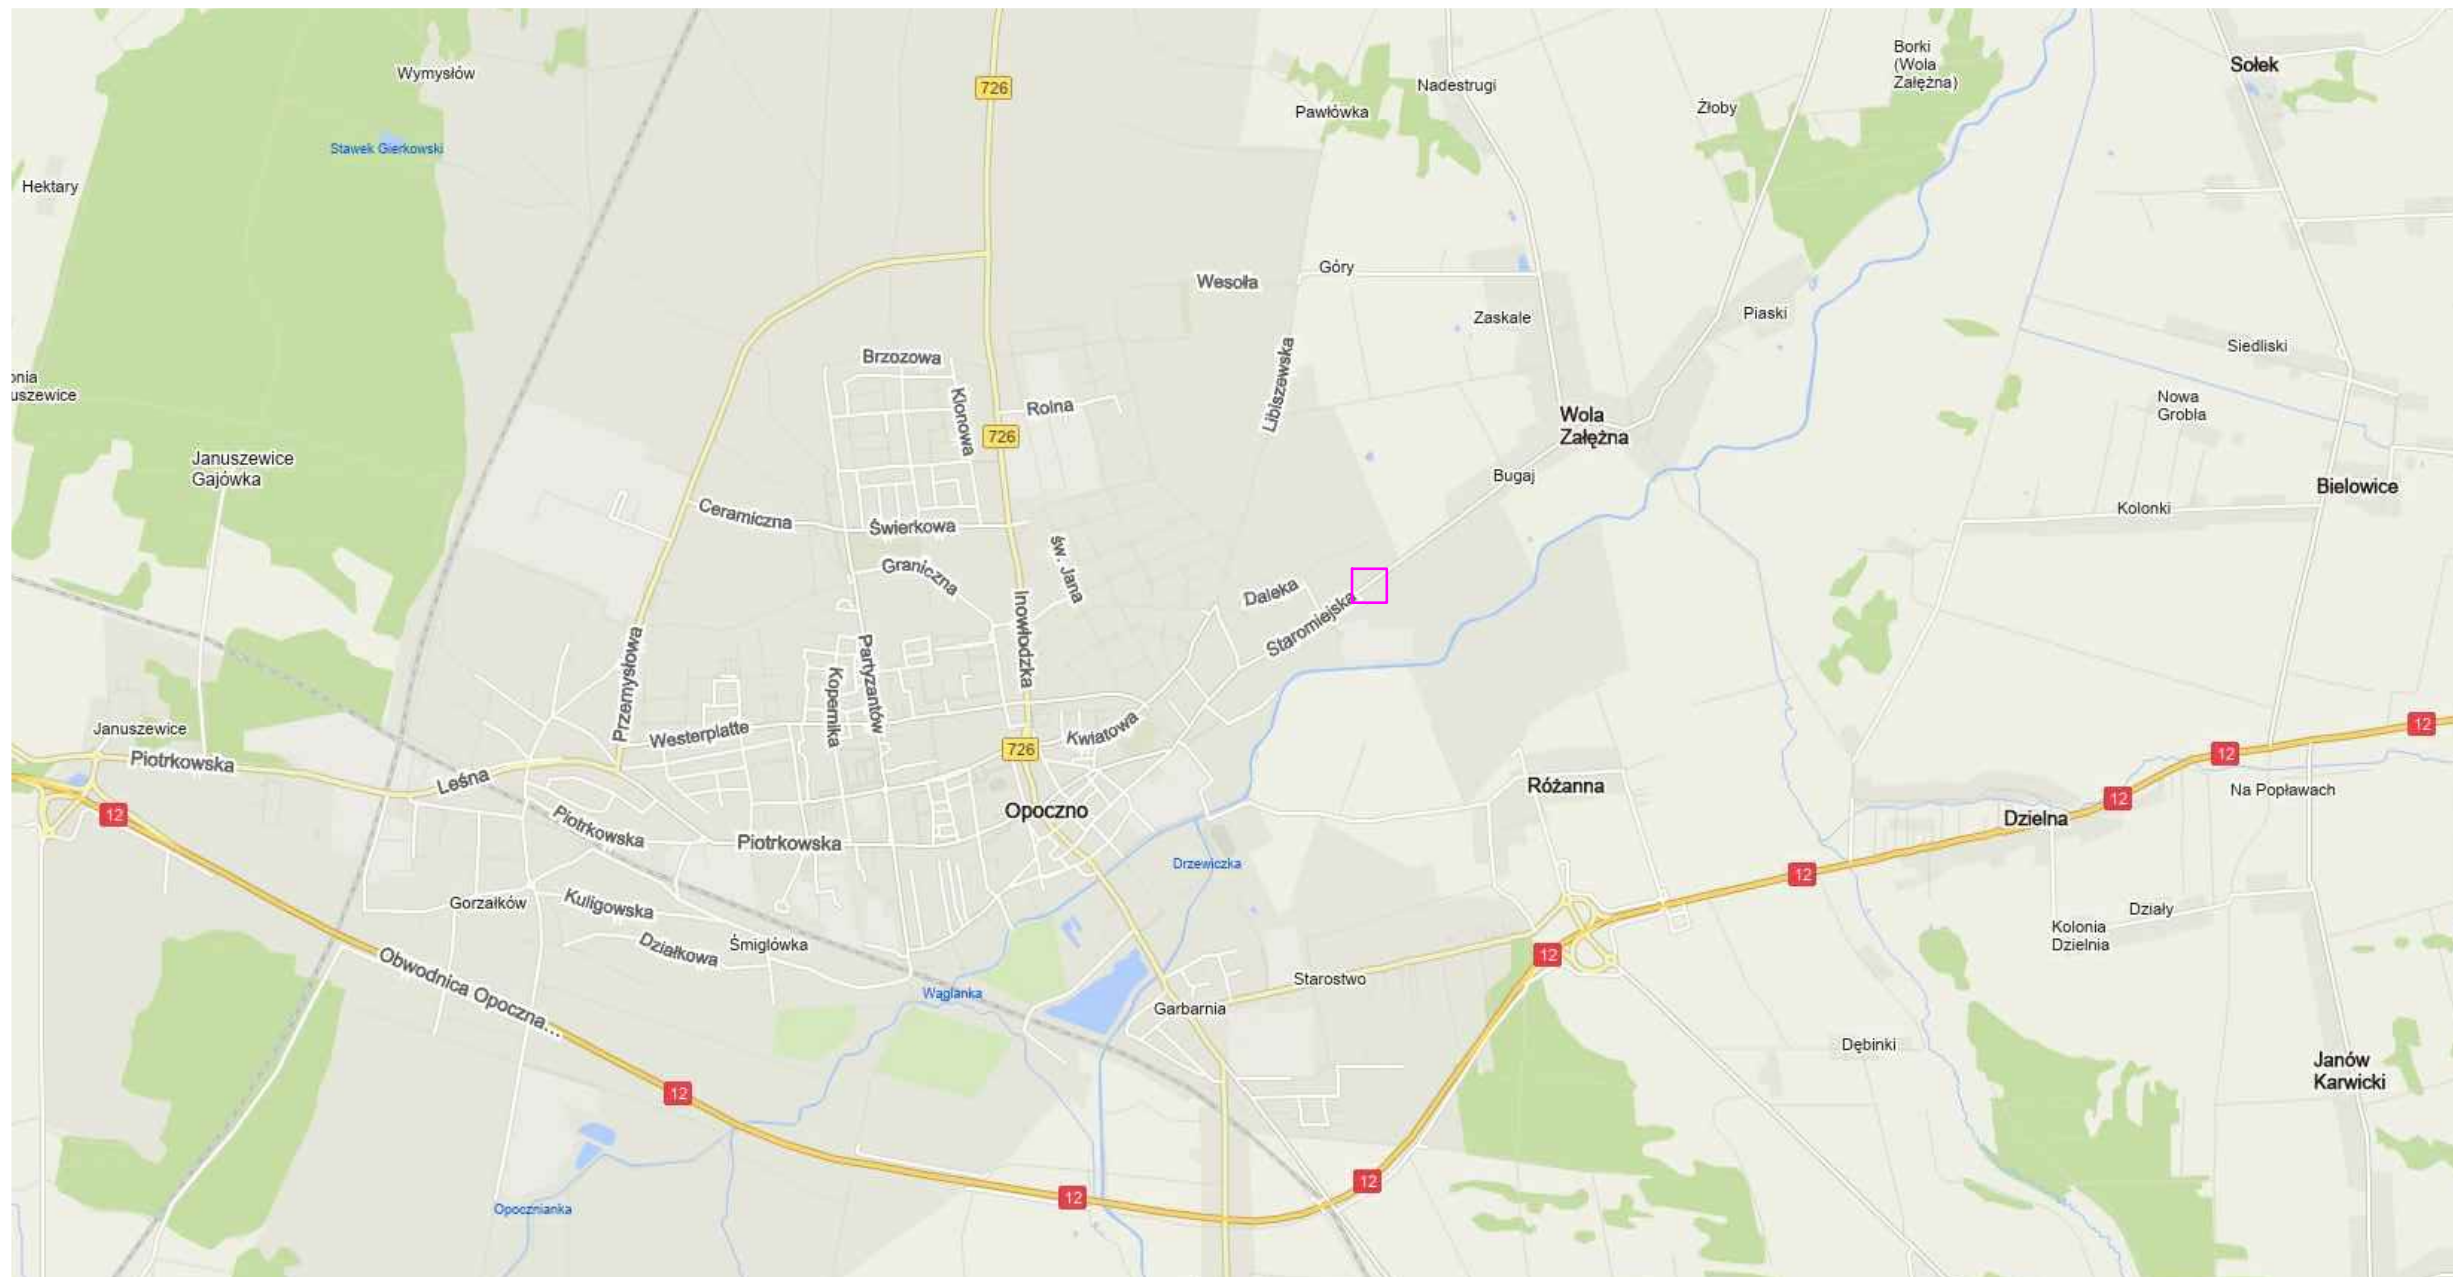 Borki
(Wola
Załężna)
Sołek
Wymysłów
726
Nadestrugi
Pawłówka
Żłoby
Stawek Gierkowski
Hektary
Góry
Wesoła
Zaskale
Piaski
Siedliski
Brzozowa
Libiszewska
onia
uszewice
Klonowa
Rolna
Nowa
Grobla
Wola
Załężna
726
Januszewice
Gajówka
Bugaj
Bielowice
Kolonki
Ceramiczna
Świerkowa
św. Jana
Graniczna
Daleka
Inowłodzka
Staromiejska
Przemysłowa
Partyzantów
Kopernika
Januszewice
Westerplatte
Kwiatowa
12
726
12
Piotrkowska
Leśna
Różanna
Na Popławach
12
12
Opoczno
Dzielna
Piotrkowska
Piotrkowska
Drzewiczka
12
Gorzałków
Kuligowska
Działy
Kolonia
Dzielnia
Śmiglówka
Działkowa
12
Obwodnica Opoczna...
Starostwo
Wąglanka
Garbarnia
Dębinki
Janów
Karwicki
12
12
12
Opocznianka